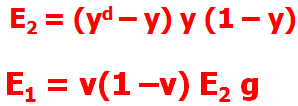 E₂ = (yᵈ – y) y (1 – y)
E₁ = v(1 –v) E₂ g